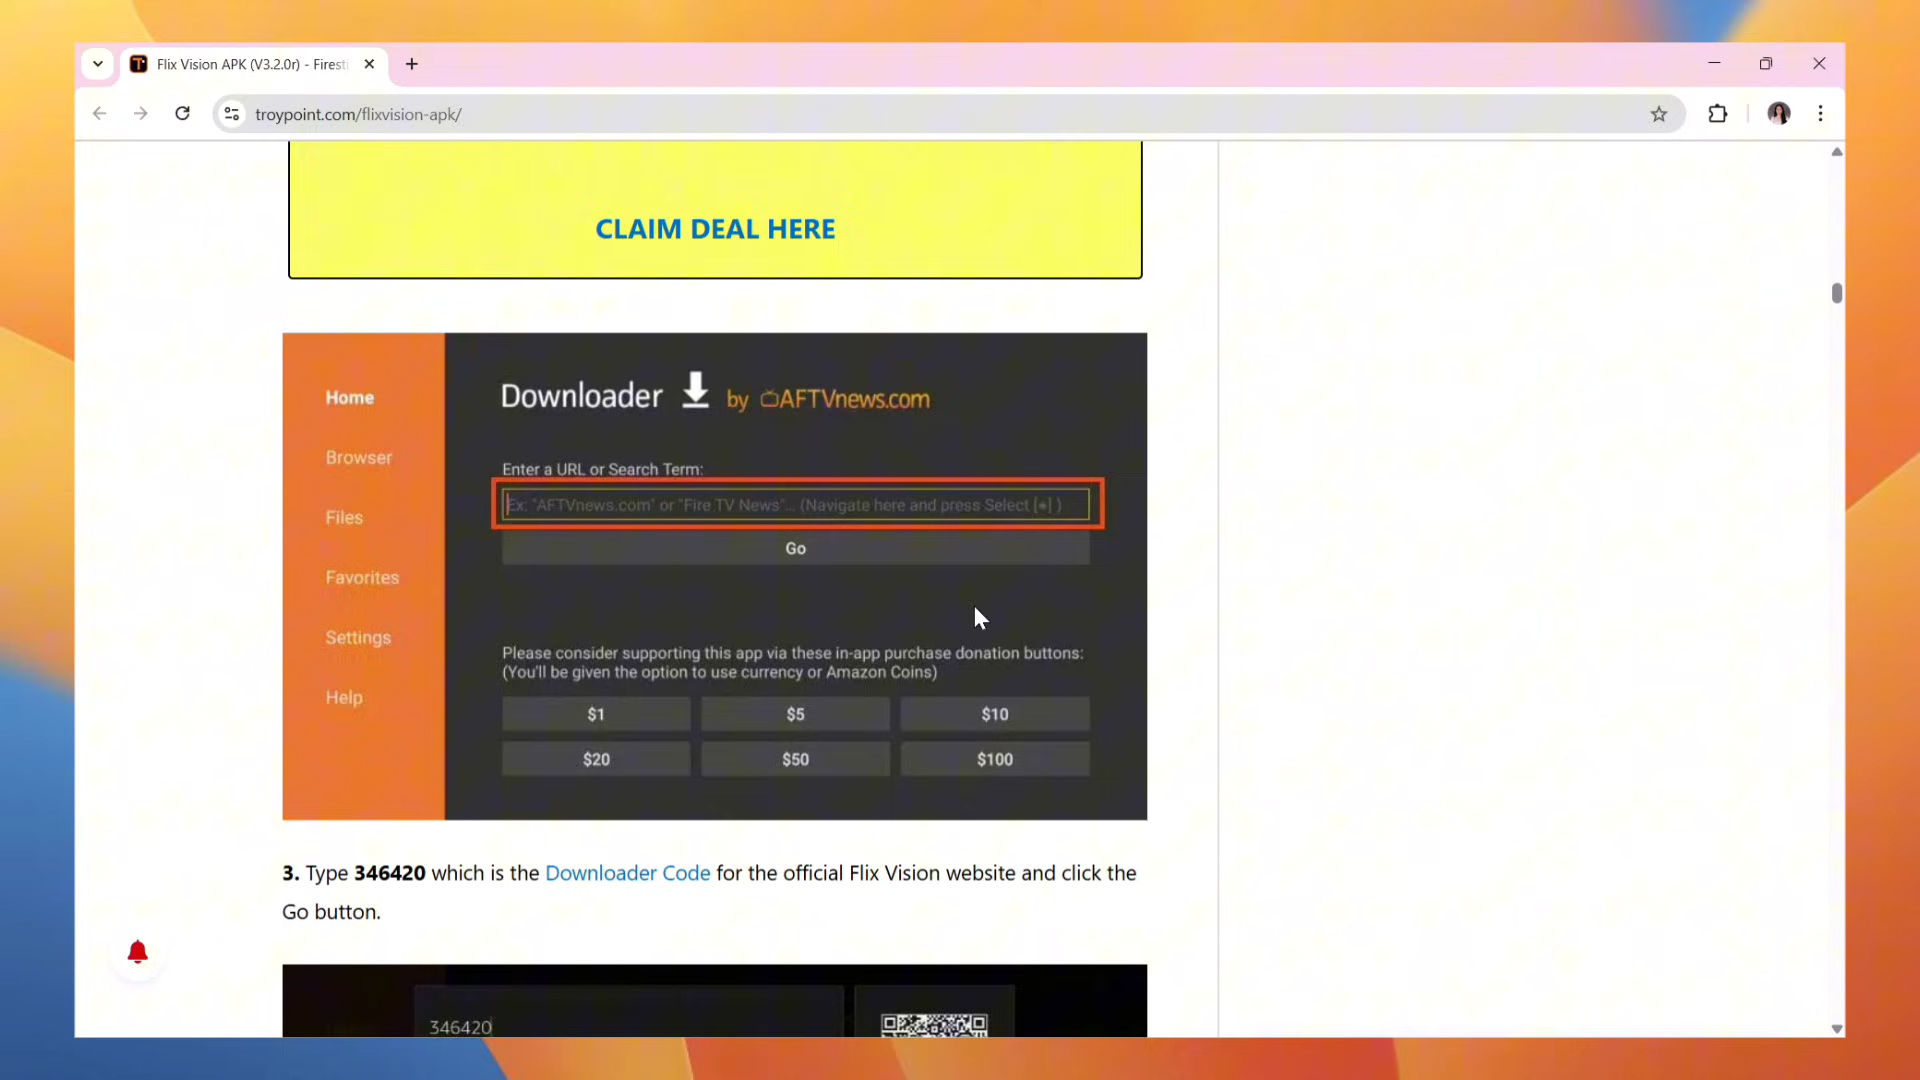 Flix Vision APK (V3.2.0r) - Firesti
troypoint.com/flixvision-apk/
CLAIM DEAL HERE
Home
Browser
Files
Favorites
Settings
Help
Downloader by AFTVnews.com
Enter a URL or Search Term:
Ex: "AFTVnews.com" or "Fire TV News"... (Navigate here and press Select [●] )
Go
Please consider supporting this app via these in-app purchase donation buttons:
(You'll be given the option to use currency or Amazon Coins)
$1 $5 $10
$20 $50 $100
3. Type 346420 which is the Downloader Code for the official Flix Vision website and click the
Go button.
346420